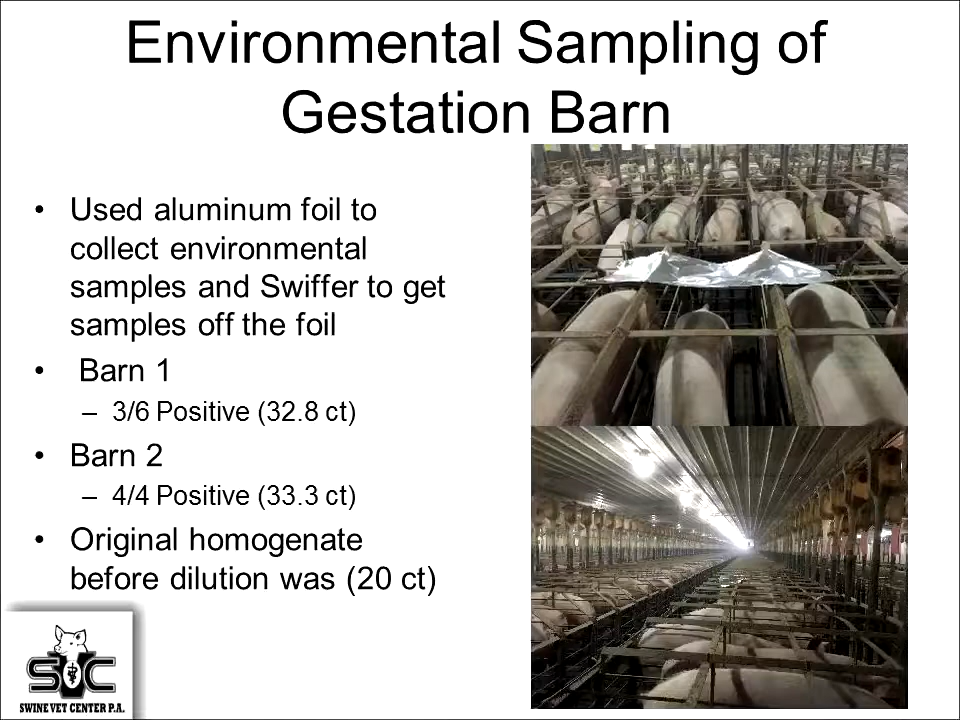 Environmental Sampling of
Gestation Barn
• Used aluminum foil to
collect environmental
samples and Swiffer to get
samples off the foil
• Barn 1
– 3/6 Positive (32.8 ct)
• Barn 2
– 4/4 Positive (33.3 ct)
• Original homogenate
before dilution was (20 ct)
SVC
SWINE VET CENTER P.A.